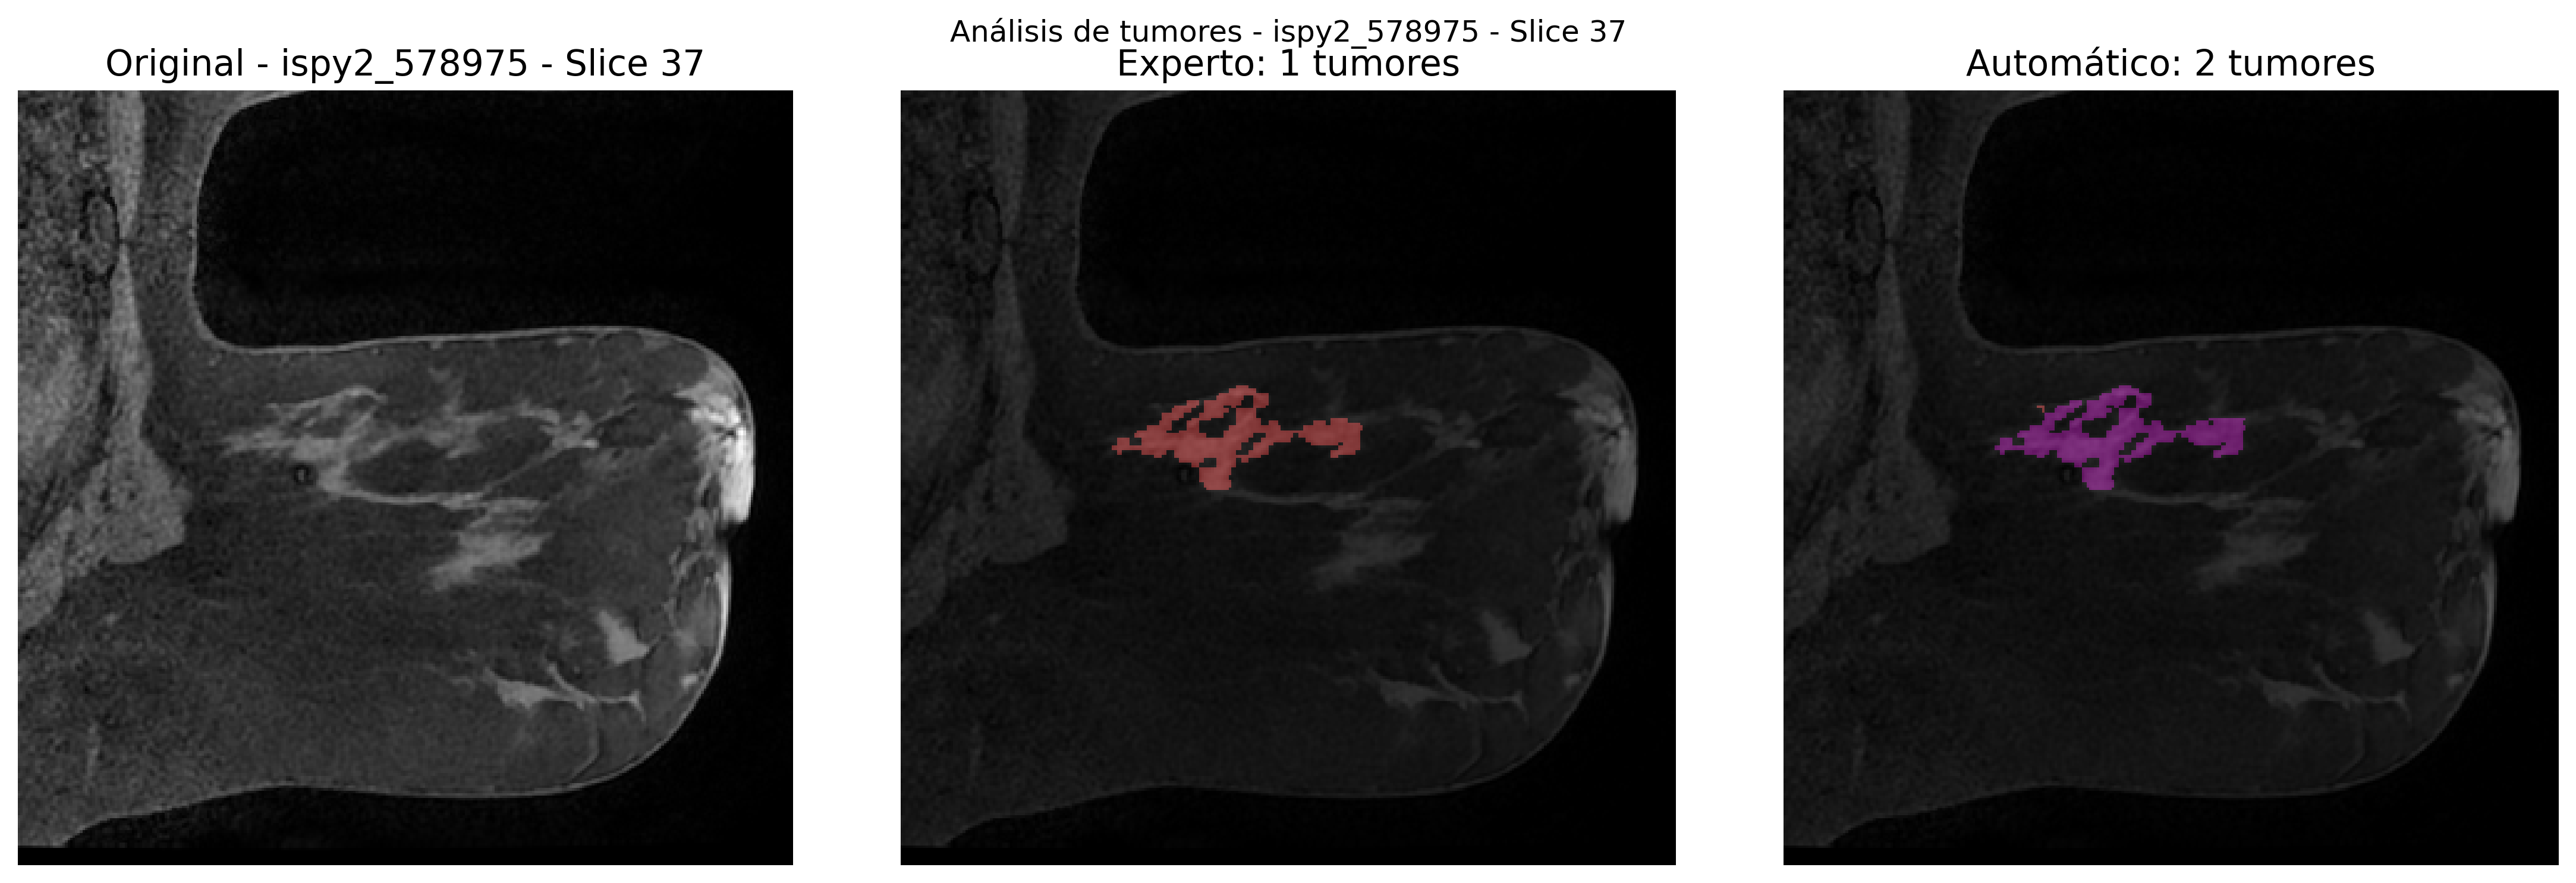 Análisis de tumores - ispy2_578975 - Slice 37
Original - ispy2_578975 - Slice 37
Experto: 1 tumores
Automático: 2 tumores